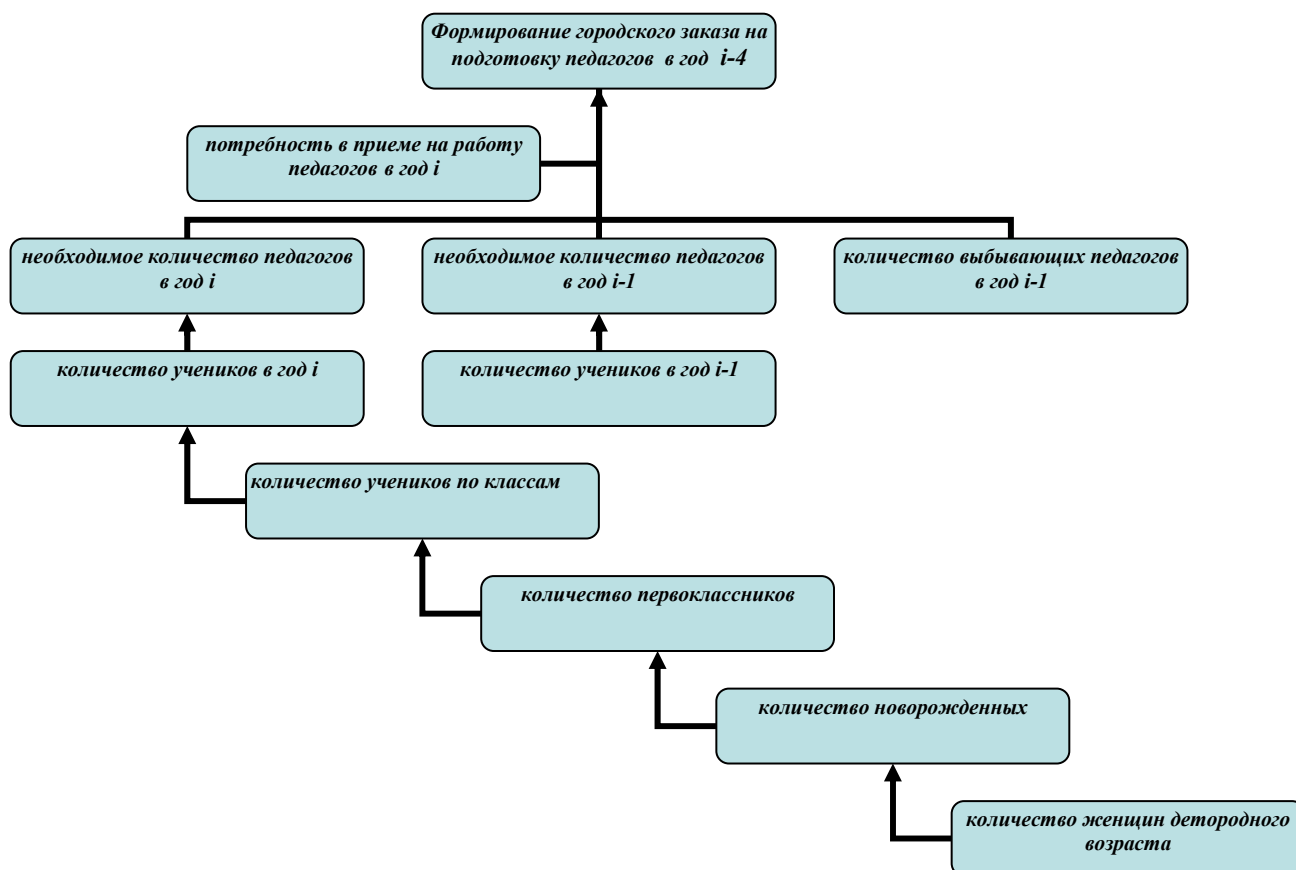 Формирование городского заказа на
подготовку педагогов в год i-4
потребность в приеме на работу
педагогов в год i
необходимое количество педагогов
в год i
необходимое количество педагогов
в год i-1
количество выбывающих педагогов
в год i-1
количество учеников в год i
количество учеников в год i-1
количество учеников по классам
количество первоклассников
количество новорожденных
количество женщин детородного
возраста